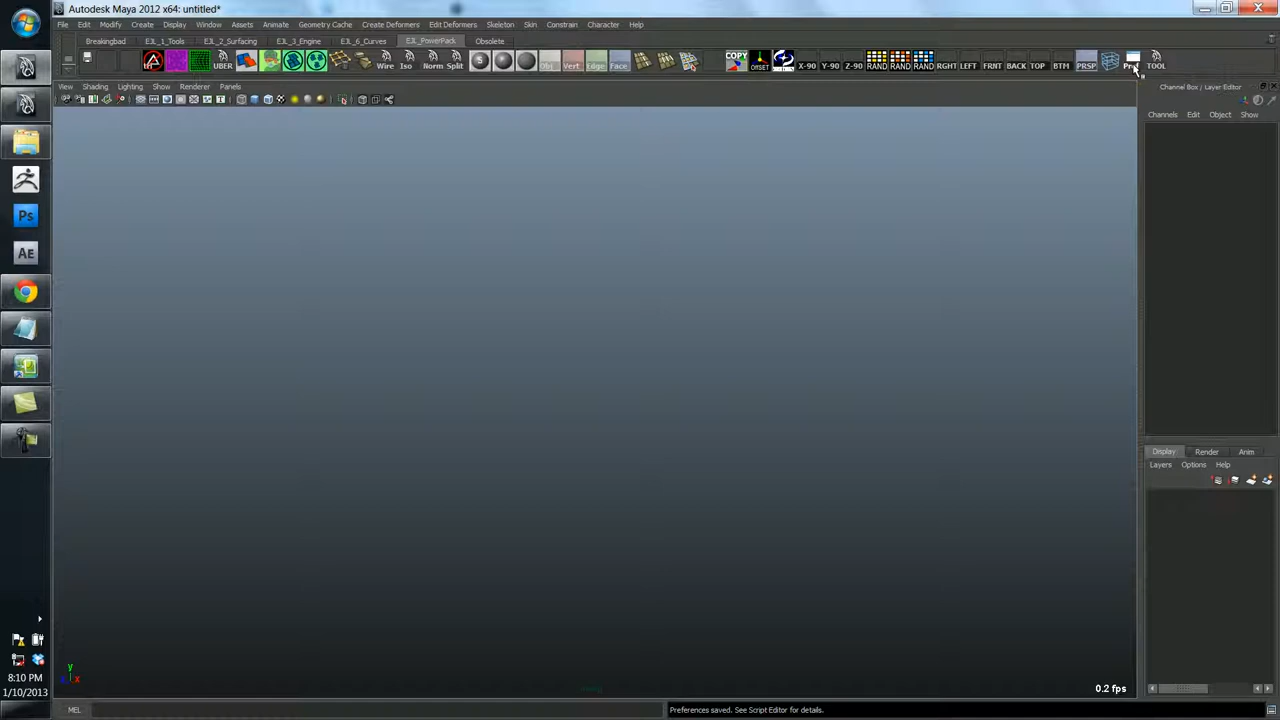 Autodesk Maya 2012 x64: untitled*
File Edit Modify Create Display Window Assets Animate Geometry Cache Create Deformers Edit Deformers Skeleton Skin Constrain Character Help
Breakingbad EJL_1_Tools EJL_2_Surfacing EJL_3_Engine EJL_6_Curves EJL_PowerPack Obsolete
UBER Wire Iso Norm Split S Obj Vert Edge Face COPY OFFSET X-90 Y-90 Z-90 RAND RAND RAND RGHT LEFT FRNT BACK TOP BTM PRSP TOOL
View Shading Lighting Show Renderer Panels
Channel Box / Layer Editor
Channels Edit Object Show
Ps
AE
Display Render Anim
Layers Options Help
y
x
0.2 fps
8:10 PM
1/10/2013
MEL
Preferences saved. See Script Editor for details.